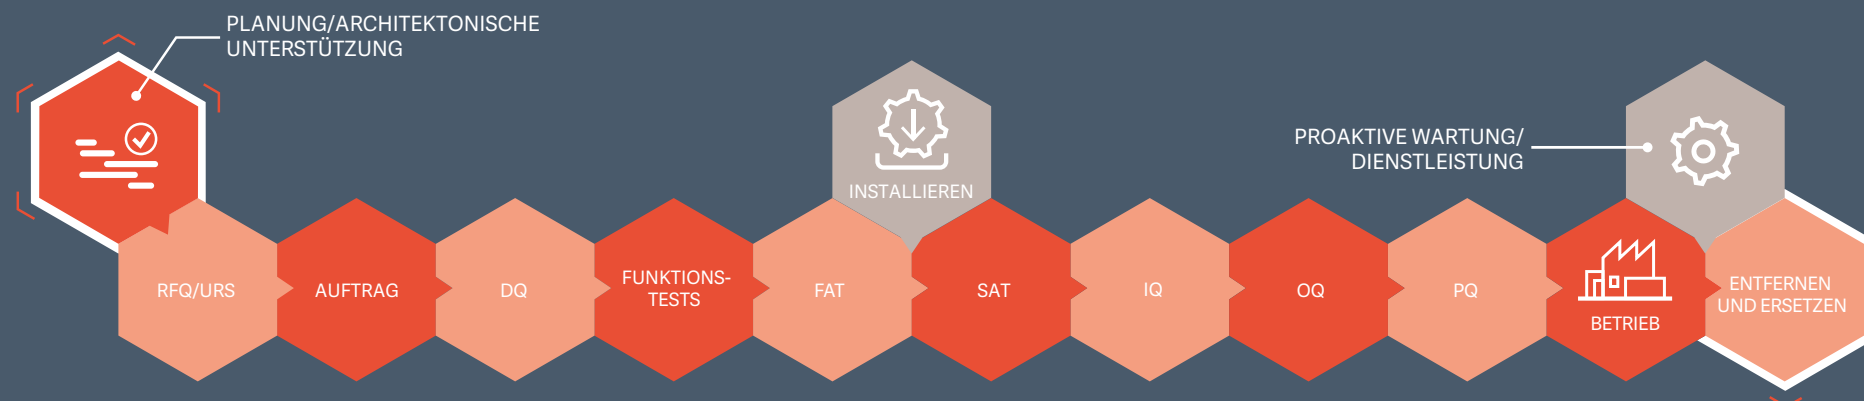 PLANUNG/ARCHITEKTONISCHE
UNTERSTÜTZUNG
RFQ/URS
AUFTRAG
DQ
FUNKTIONS-
TESTS
FAT
INSTALLIEREN
SAT
IQ
OQ
PQ
BETRIEB
PROAKTIVE WARTUNG/
DIENSTLEISTUNG
ENTFERNEN
UND ERSETZEN